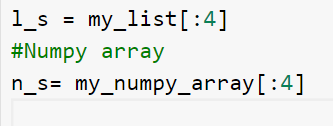 l_s = my_list[:4]
#Numpy array
n_s= my_numpy_array[:4]